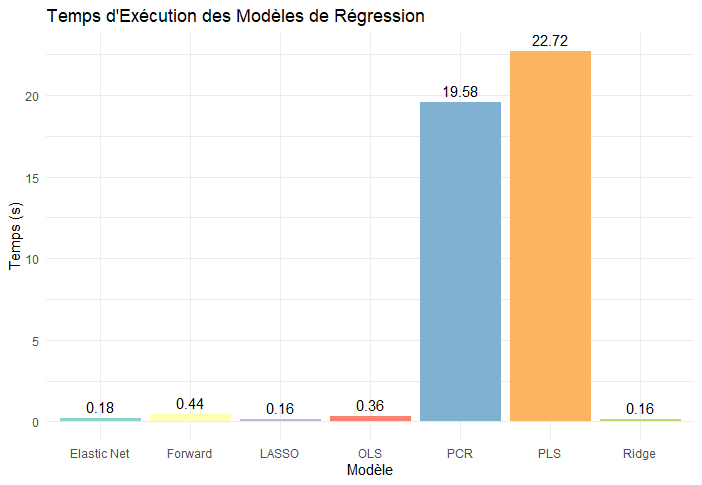 Temps d'Exécution des Modèles de Régression
22.72
19.58
0.18
0.44
0.16
0.36
0.16
Temps (s)
20
15
10
5
0
Elastic Net
Forward
LASSO
OLS
PCR
PLS
Ridge
Modèle